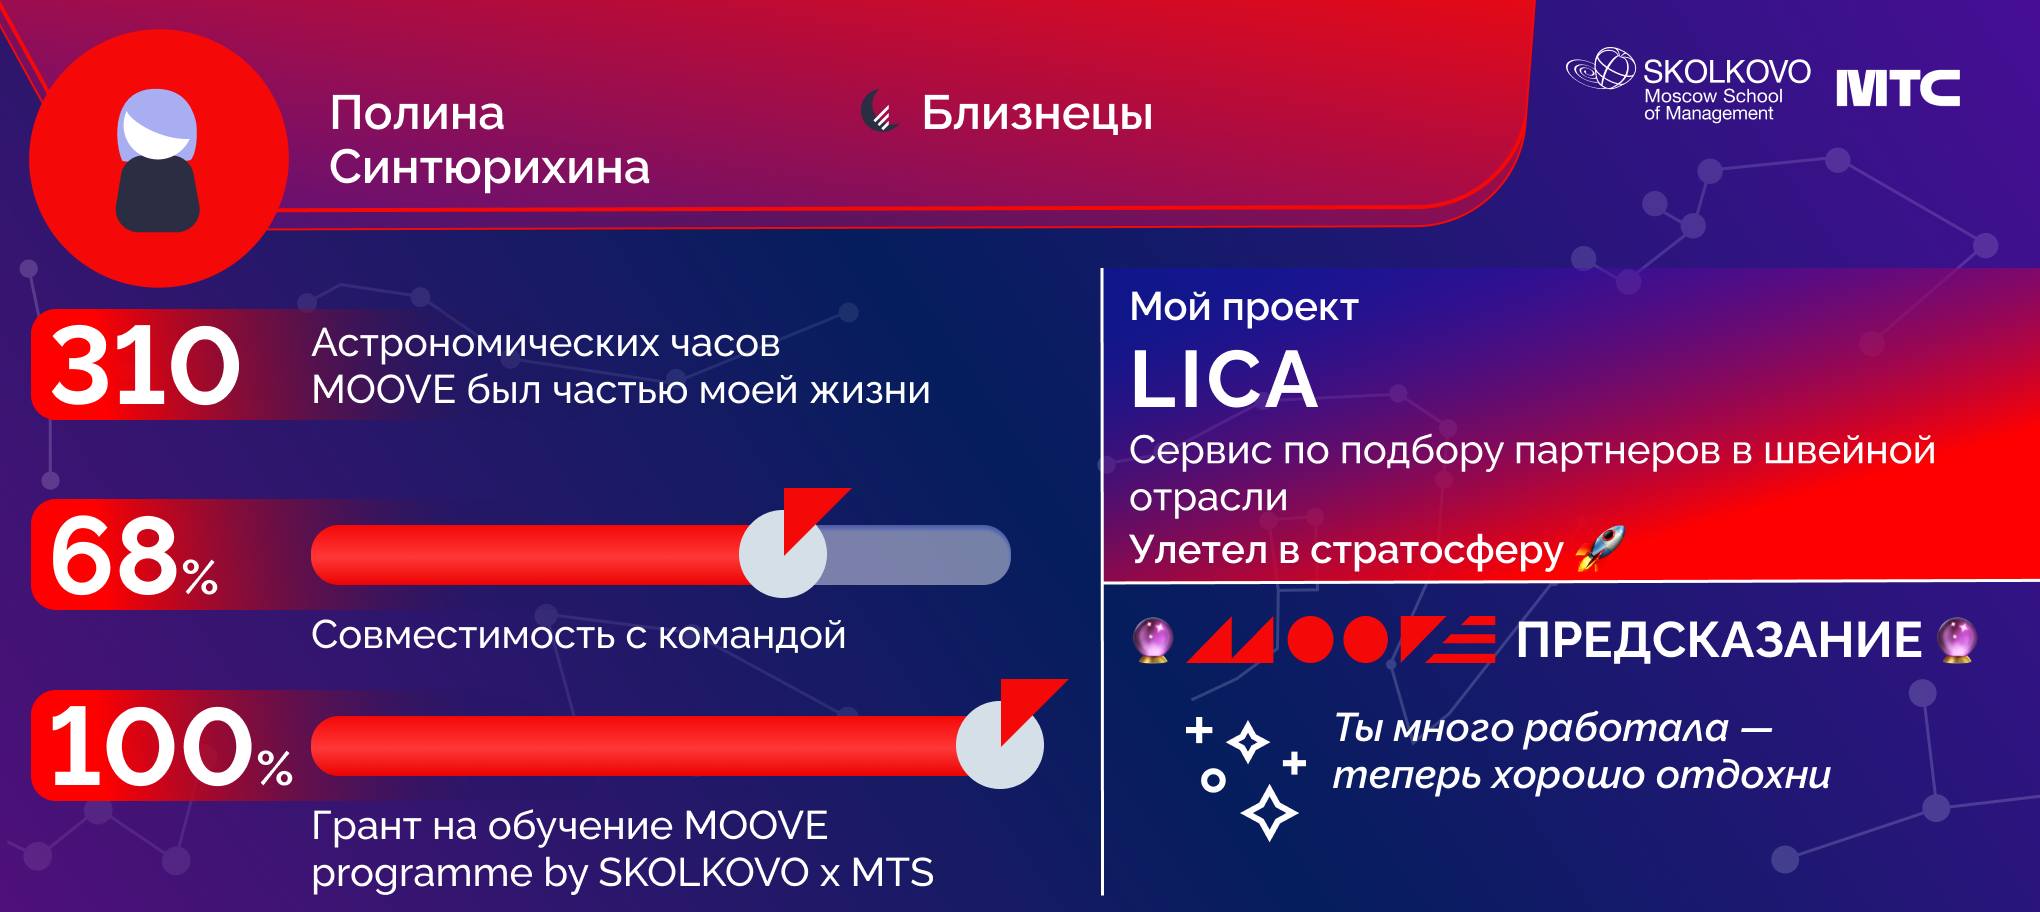 Полина
Синтюрихина
Близнецы
SKOLKOVO
Moscow School
of Management
МТС
310
Астрономических часов
MOOVE был частью моей жизни
68%
Совместимость с командой
100%
Грант на обучение MOOVE
programme by SKOLKOVO x MTS
Мой проект
LICA
Сервис по подбору партнеров в швейной
отрасли
Улетел в стратосферу 🚀
🔮 MOOVE ПРЕДСКАЗАНИЕ 🔮
Ты много работала —
теперь хорошо отдохни